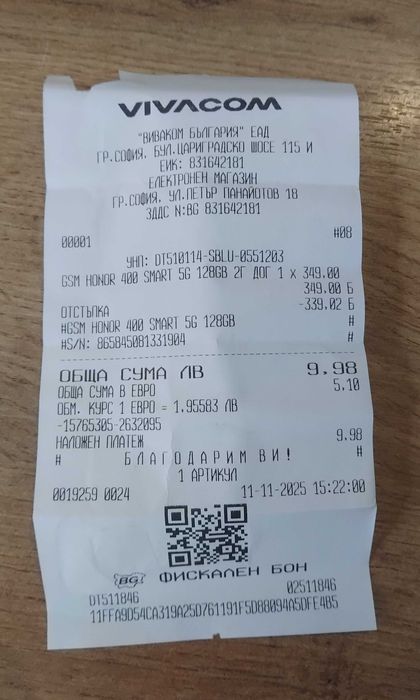 VIVACOM
"ВИВАКОМ БЪЛГАРИЯ" ЕАД
ГР.СОФИЯ, БУЛ.ЦАРИГРАДСКО ШОСЕ 115 И
ЕИК: 831642181
ЕЛЕКТРОНЕН МАГАЗИН
ГР.СОФИЯ, УЛ.ПЕТЪР ПАНАЙОТОВ 18
ЗДДС N:BG 831642181
00001 #08
УНП: DT510114-SBLU-0551203
GSM HONOR 400 SMART 5G 128GB 2Г ДОГ 1 x 349.00
349.00 Б
ОТСТЪПКА -339.02 Б
#GSM HONOR 400 SMART 5G 128GB #
#S/N: 865845081331904 #
ОБЩА СУМА ЛВ 9.98
ОБЩА СУМА В ЕВРО 5.10
ОБМ. КУРС 1 ЕВРО = 1.95583 ЛВ
-15765305-2632095
НАЛОЖЕН ПЛАТЕЖ 9.98
# БЛАГОДАРИМ ВИ! #
1 АРТИКУЛ
0019259 0024 11-11-2025 15:22:00
BG ФИСКАЛЕН БОН
DT511846 02511846
11FFA9D54CA319A25D761191F5D88094A5DFE4B5